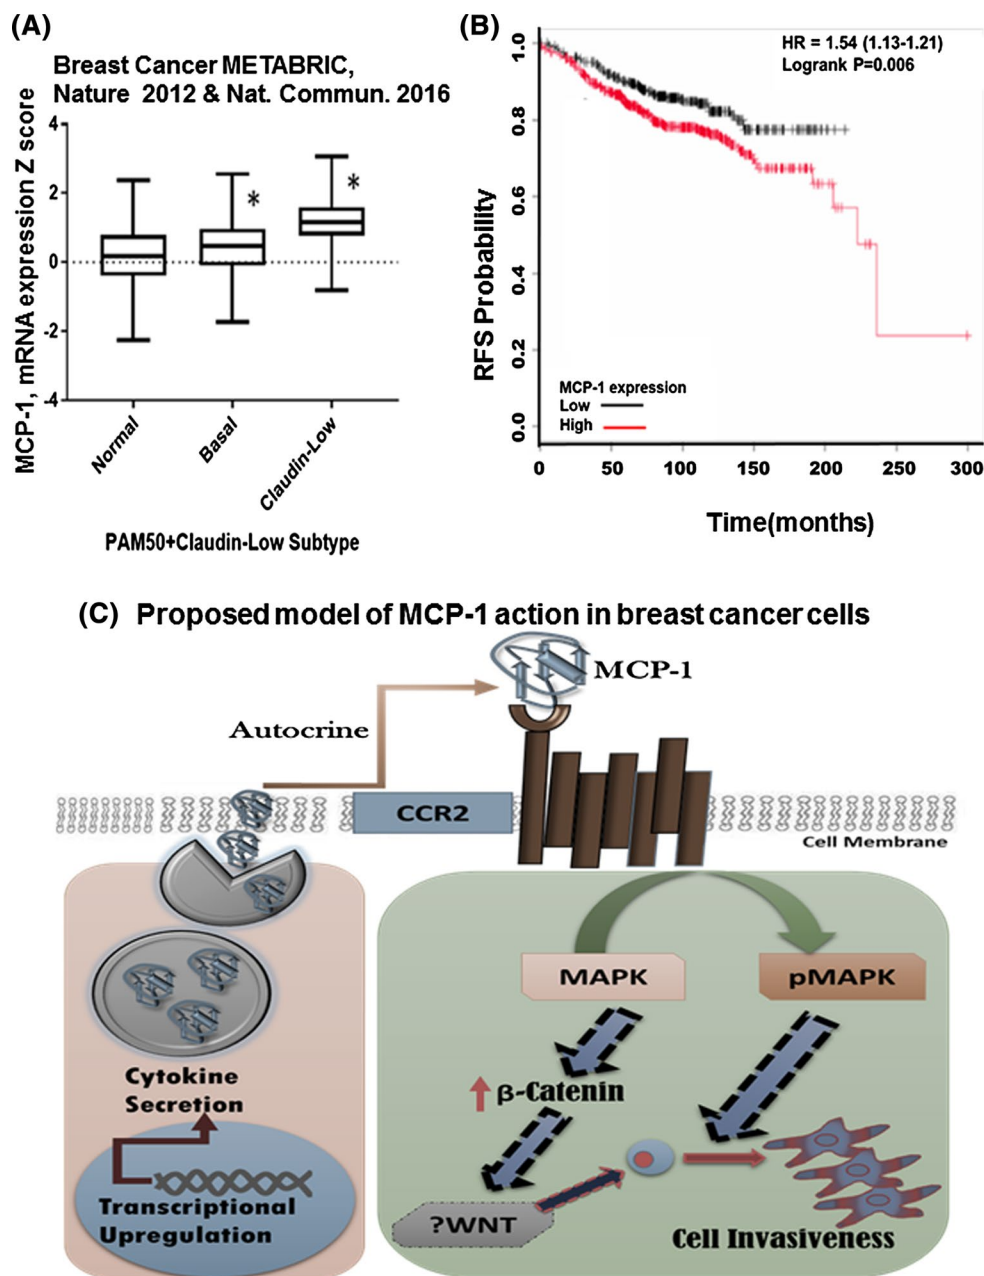 (A)
Breast Cancer METABRIC,
Nature 2012 & Nat. Commun. 2016
MCP-1, mRNA expression Z score
4
2
0
-2
-4
*
*
Normal
Basal
Claudin-Low
PAM50+Claudin-Low Subtype
(B)
HR = 1.54 (1.13-1.21)
Logrank P=0.006
RFS Probability
1.0
0.8
0.6
0.4
0.2
0.0
MCP-1 expression
Low
High
0
50
100
150
200
250
300
Time(months)
(C) Proposed model of MCP-1 action in breast cancer cells
MCP-1
Autocrine
CCR2
Cell Membrane
MAPK
pMAPK
Cytokine
Secretion
β-Catenin
Transcriptional
Upregulation
?WNT
Cell Invasiveness